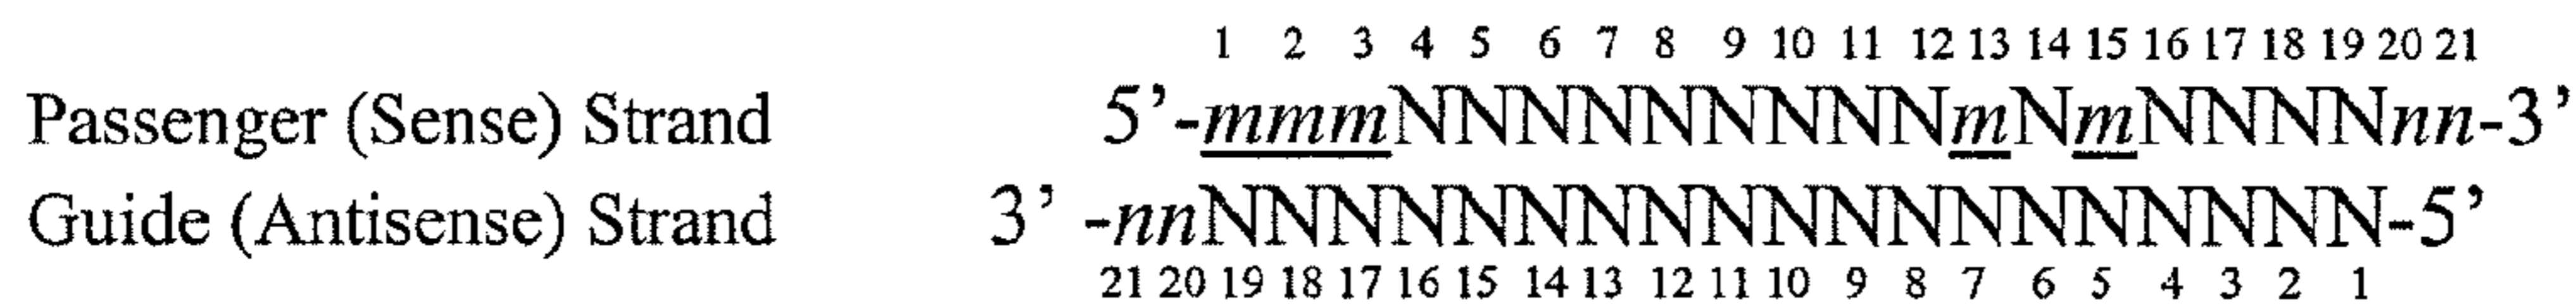 1 2 3 4 5 6 7 8 9 10 11 12 13 14 15 16 17 18 19 20 21
Passenger (Sense) Strand 5’-mmmNNNNNNNNNmNmNNNNnn-3’
Guide (Antisense) Strand 3’ -nnNNNNNNNNNNNNNNNNNNN-5’
21 20 19 18 17 16 15 14 13 12 11 10 9 8 7 6 5 4 3 2 1